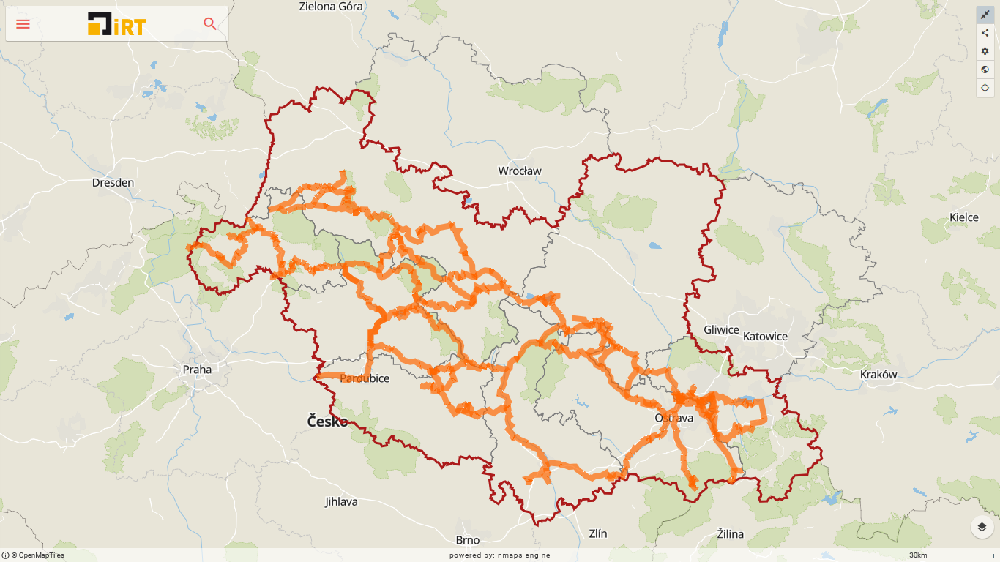 Zielona Góra
iRT
Wrocław
Dresden
Kielce
Gliwice
Katowice
Praha
Pardubice
Kraków
Ostrava
Česko
Jihlava
Zlín
Žilina
Brno
© OpenMapTiles
powered by: nmaps engine
30km